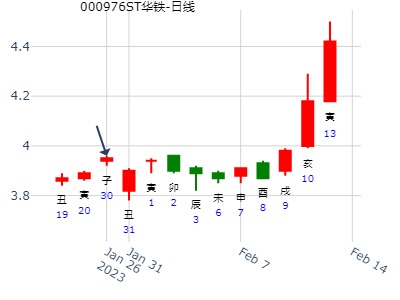 000976ST华铁-日线
4.4
4.2
4
3.8
丑
19
寅
20
子
30
丑
31
寅
1
卯
2
辰
3
未
6
申
7
酉
8
戌
9
亥
10
寅
13
Jan 26
2023
Jan 31
Feb 7
Feb 14